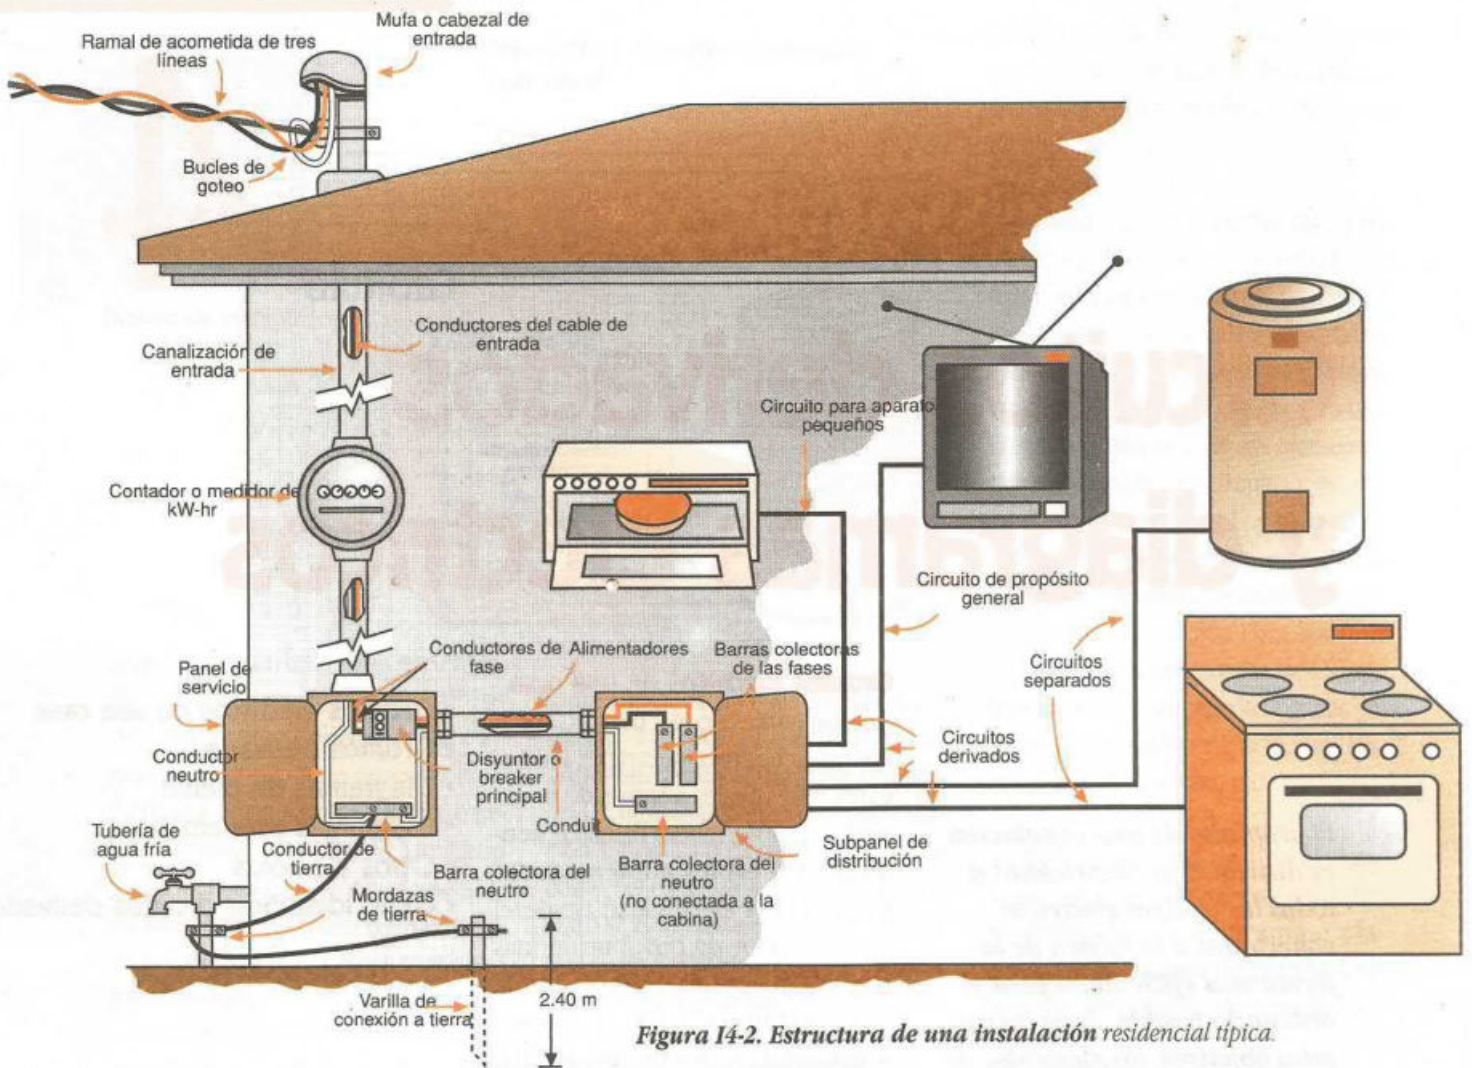 Mufa o cabezal de
entrada
Ramal de acometida de tres
líneas
Bucles de
goteo
Conductores del cable de
entrada
Canalización de
entrada
Circuito para aparato
pequeños
Contador o medidor de
kW-hr
Circuito de propósito
general
Conductores de
fase
Alimentadores
Barras colectoras
de las fases
Circuitos
separados
Panel de
servicio
Conductor
neutro
Disyuntor o
breaker
principal
Circuitos
derivados
Conduit
Tubería de
agua fría
Conductor de
tierra
Barra colectora del
neutro
Barra colectora del
neutro
(no conectada a la
cabina)
Subpanel de
distribución
Mordazas
de tierra
Varilla de
conexión a tierra
2.40 m
Figura I4-2. Estructura de una instalación residencial típica.